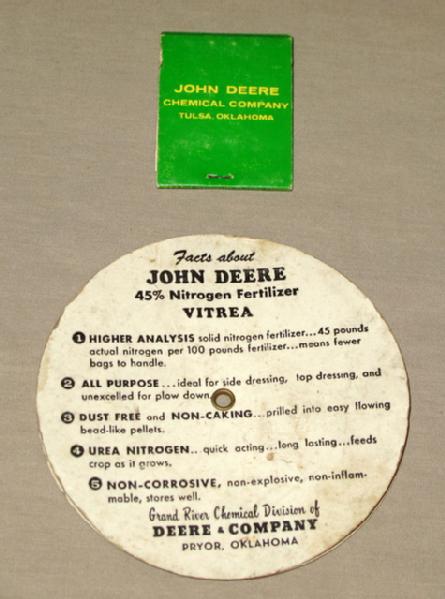 JOHN DEERE
CHEMICAL COMPANY
TULSA, OKLAHOMA
Facts about
JOHN DEERE
45% Nitrogen Fertilizer
VITREA
1 HIGHER ANALYSIS solid nitrogen fertilizer...45 pounds
actual nitrogen per 100 pounds fertilizer...means fewer
bags to handle.
2 ALL PURPOSE...ideal for side dressing, top dressing, and
unexcelled for plow down.
3 DUST FREE and NON-CAKING...prilled into easy flowing
bead-like pellets.
4 UREA NITROGEN...quick acting...long lasting...feeds
crop as it grows.
5 NON-CORROSIVE, non-explosive, non-inflam-
mable, stores well.
Grand River Chemical Division of
DEERE & COMPANY
PRYOR, OKLAHOMA